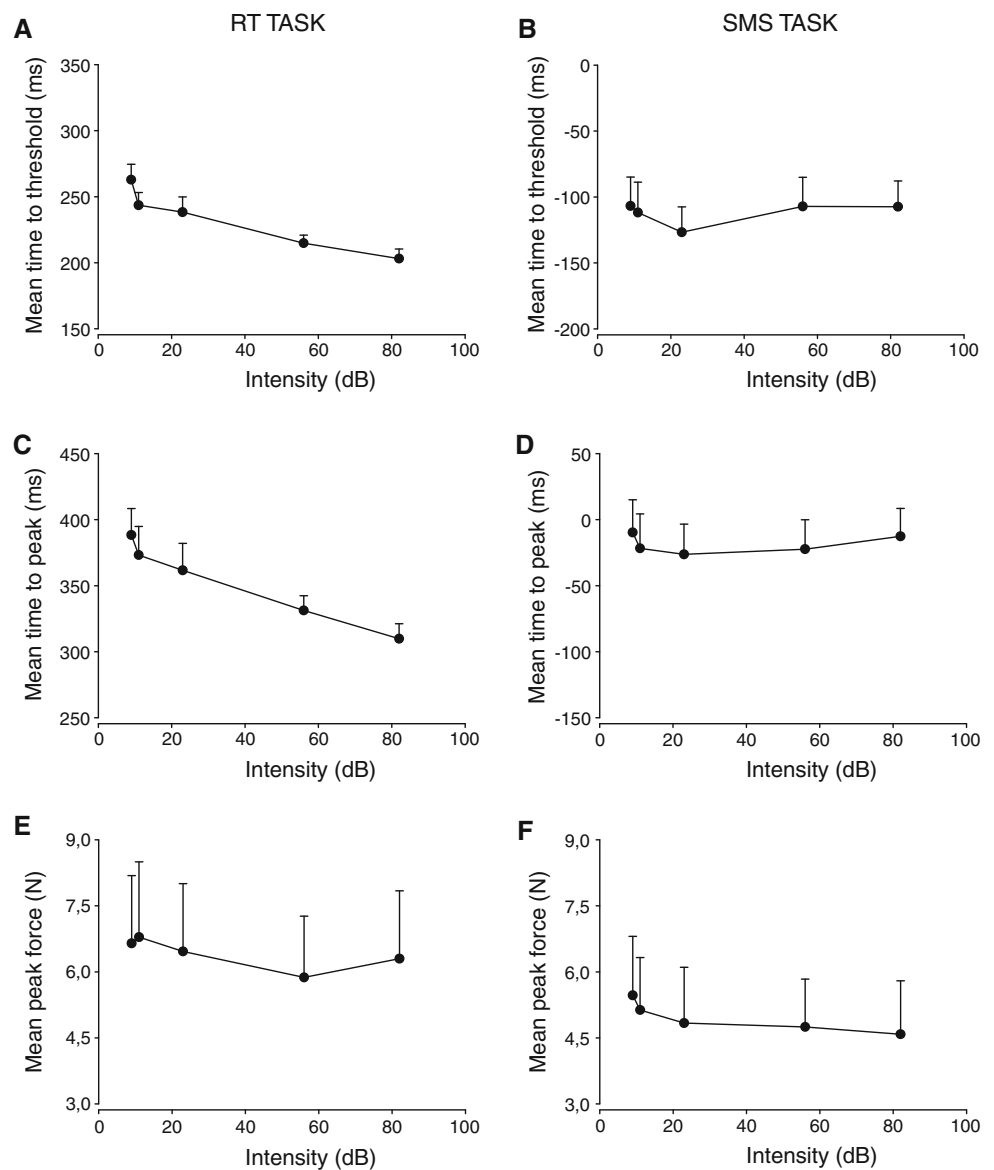 RT TASK
SMS TASK
A
Mean time to threshold (ms)
350
300
250
200
150
0 20 40 60 80 100
Intensity (dB)
B
Mean time to threshold (ms)
0
-50
-100
-150
-200
0 20 40 60 80 100
Intensity (dB)
C
Mean time to peak (ms)
450
400
350
300
250
0 20 40 60 80 100
Intensity (dB)
D
Mean time to peak (ms)
50
0
-50
-100
-150
0 20 40 60 80 100
Intensity (dB)
E
Mean peak force (N)
9,0
7,5
6,0
4,5
3,0
0 20 40 60 80 100
Intensity (dB)
F
Mean peak force (N)
9,0
7,5
6,0
4,5
3,0
0 20 40 60 80 100
Intensity (dB)